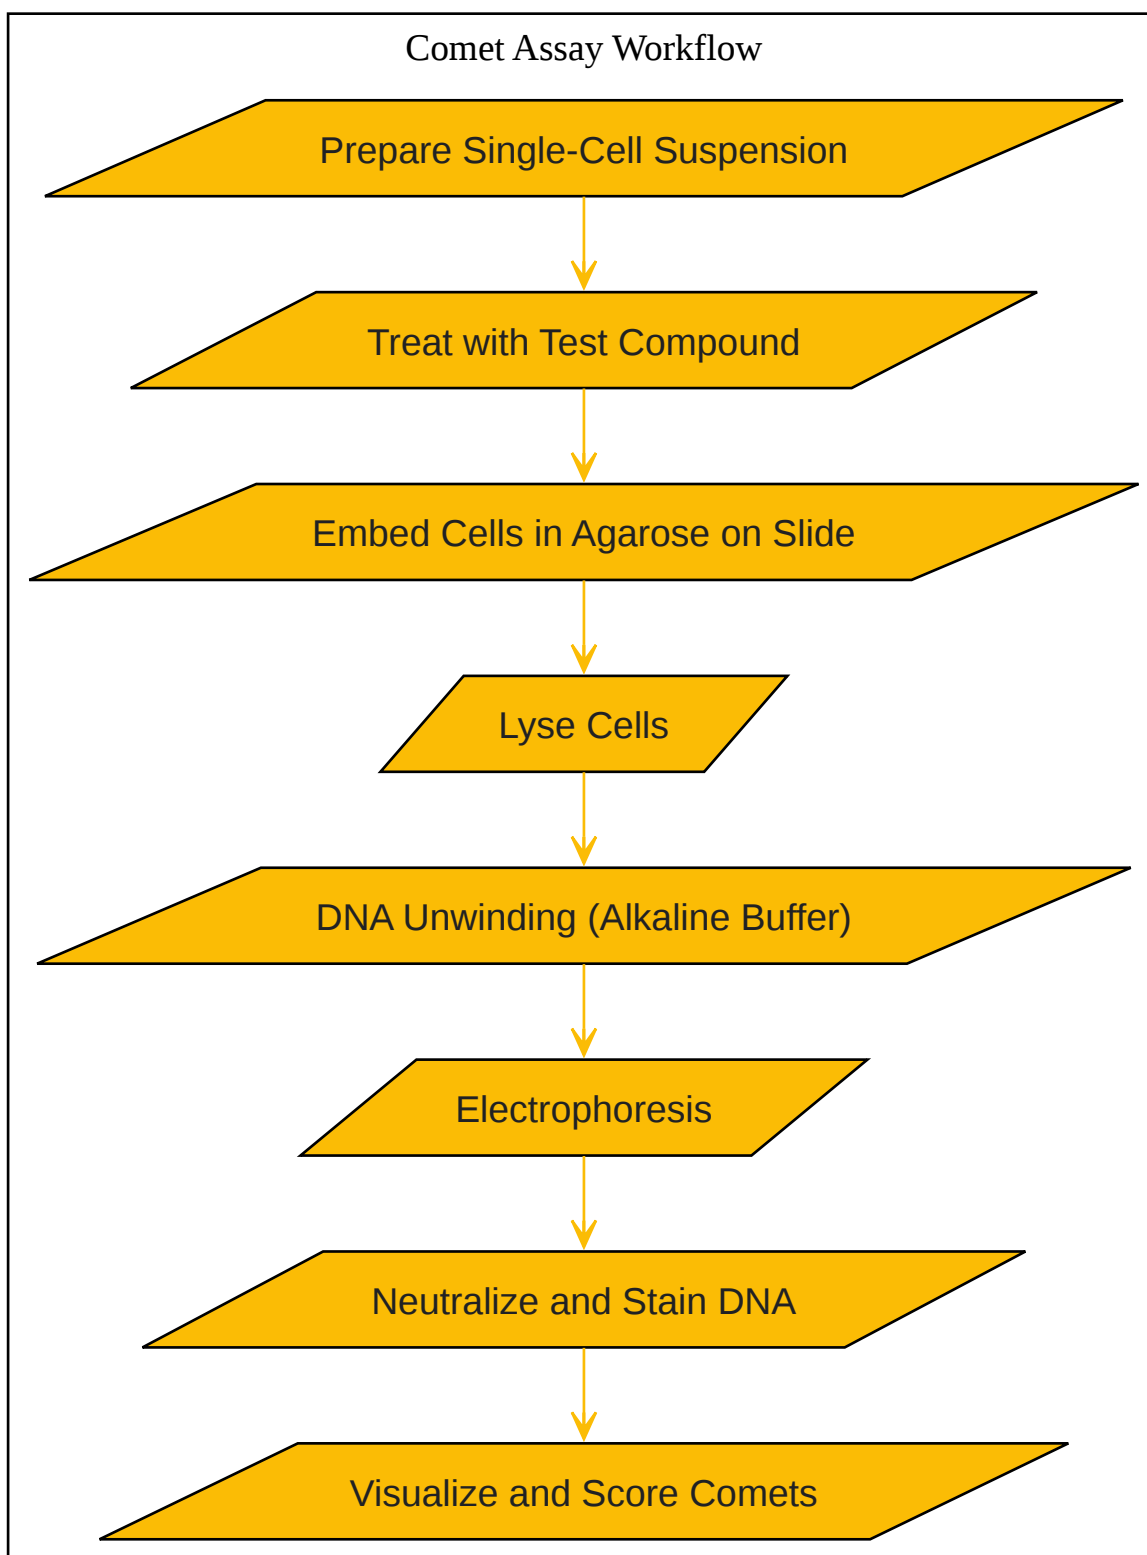 Comet Assay Workflow
Prepare Single-Cell Suspension
Treat with Test Compound
Embed Cells in Agarose on Slide
Lyse Cells
DNA Unwinding (Alkaline Buffer)
Electrophoresis
Neutralize and Stain DNA
Visualize and Score Comets